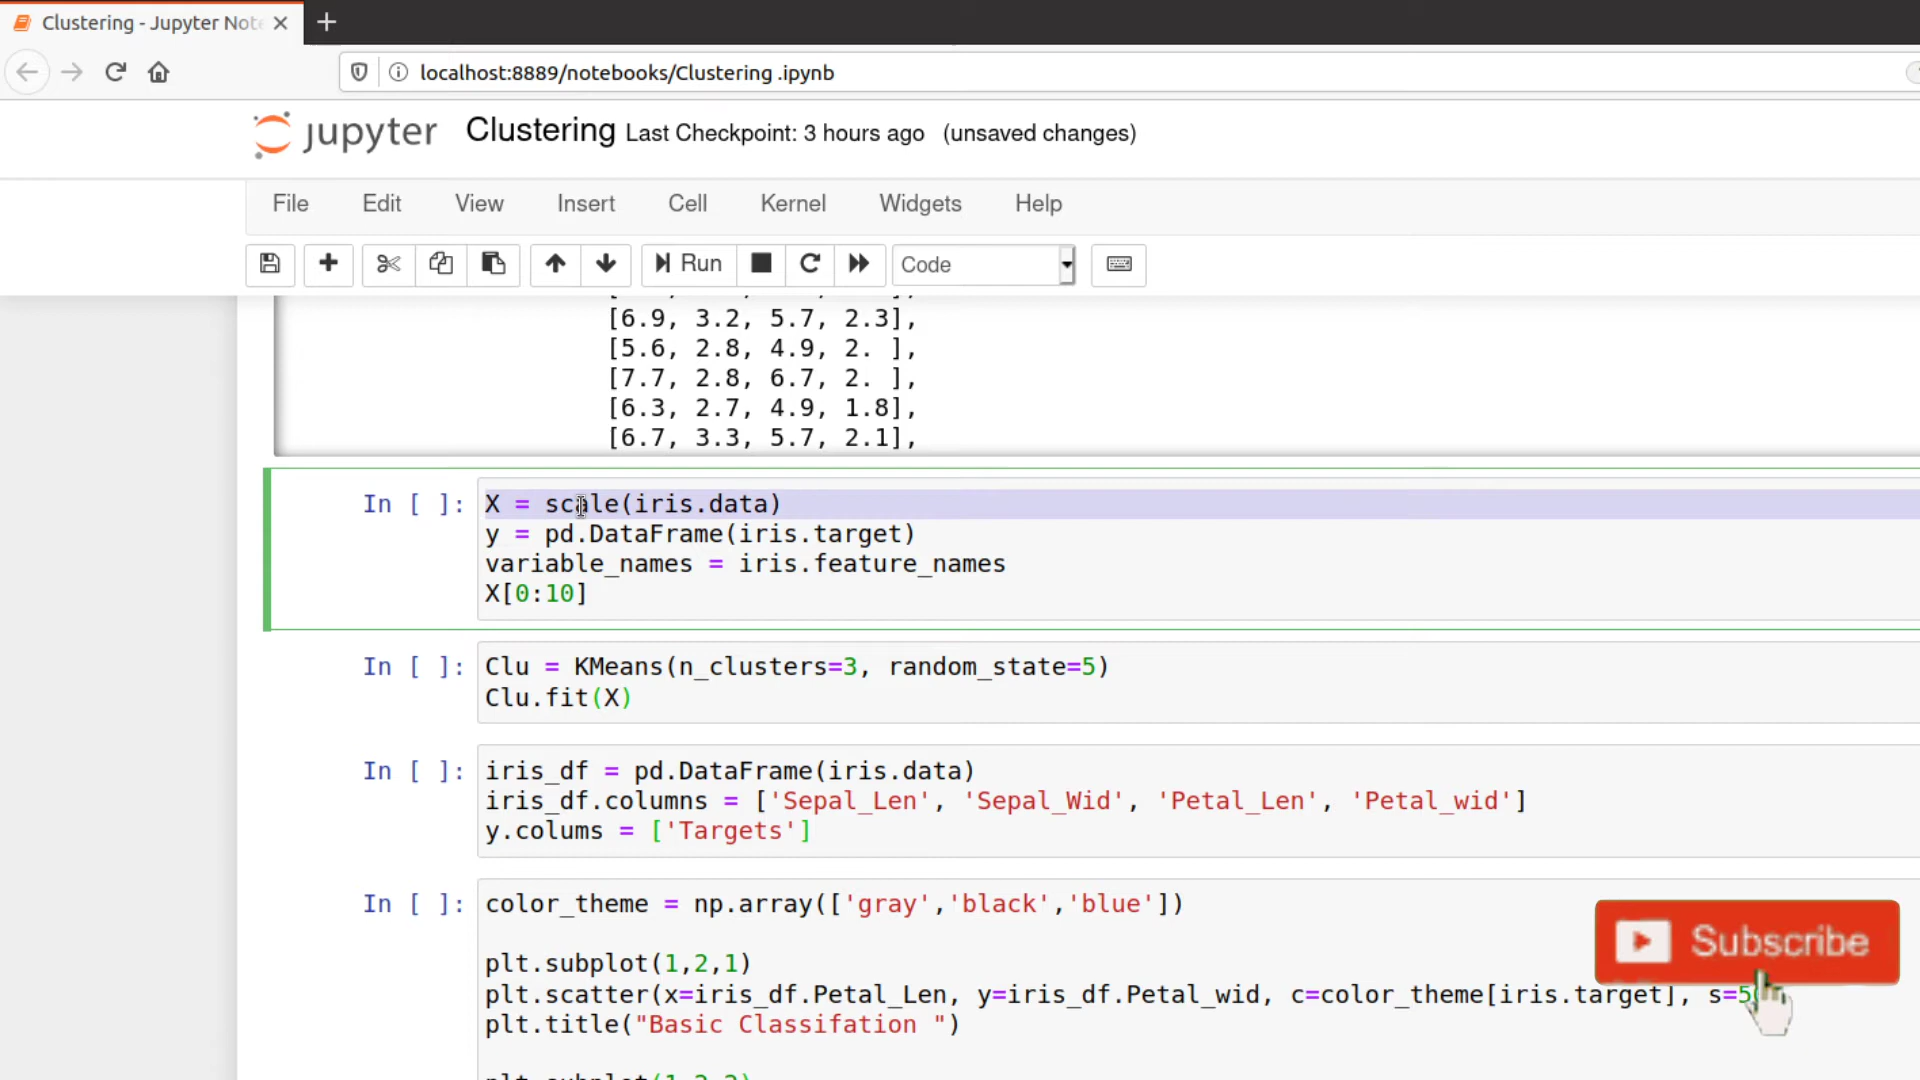 Clustering - Jupyter Note
localhost:8889/notebooks/Clustering .ipynb
jupyter Clustering Last Checkpoint: 3 hours ago (unsaved changes)
File Edit View Insert Cell Kernel Widgets Help
Run Code
[6.9, 3.2, 5.7, 2.3],
[5.6, 2.8, 4.9, 2. ],
[7.7, 2.8, 6.7, 2. ],
[6.3, 2.7, 4.9, 1.8],
[6.7, 3.3, 5.7, 2.1],
In [ ]: X = scale(iris.data)
y = pd.DataFrame(iris.target)
variable_names = iris.feature_names
X[0:10]
In [ ]: Clu = KMeans(n_clusters=3, random_state=5)
Clu.fit(X)
In [ ]: iris_df = pd.DataFrame(iris.data)
iris_df.columns = ['Sepal_Len', 'Sepal_Wid', 'Petal_Len', 'Petal_wid']
y.colums = ['Targets']
In [ ]: color_theme = np.array(['gray','black','blue'])
Subscribe
plt.subplot(1,2,1)
plt.scatter(x=iris_df.Petal_Len, y=iris_df.Petal_wid, c=color_theme[iris.target], s=5
plt.title("Basic Classifation ")